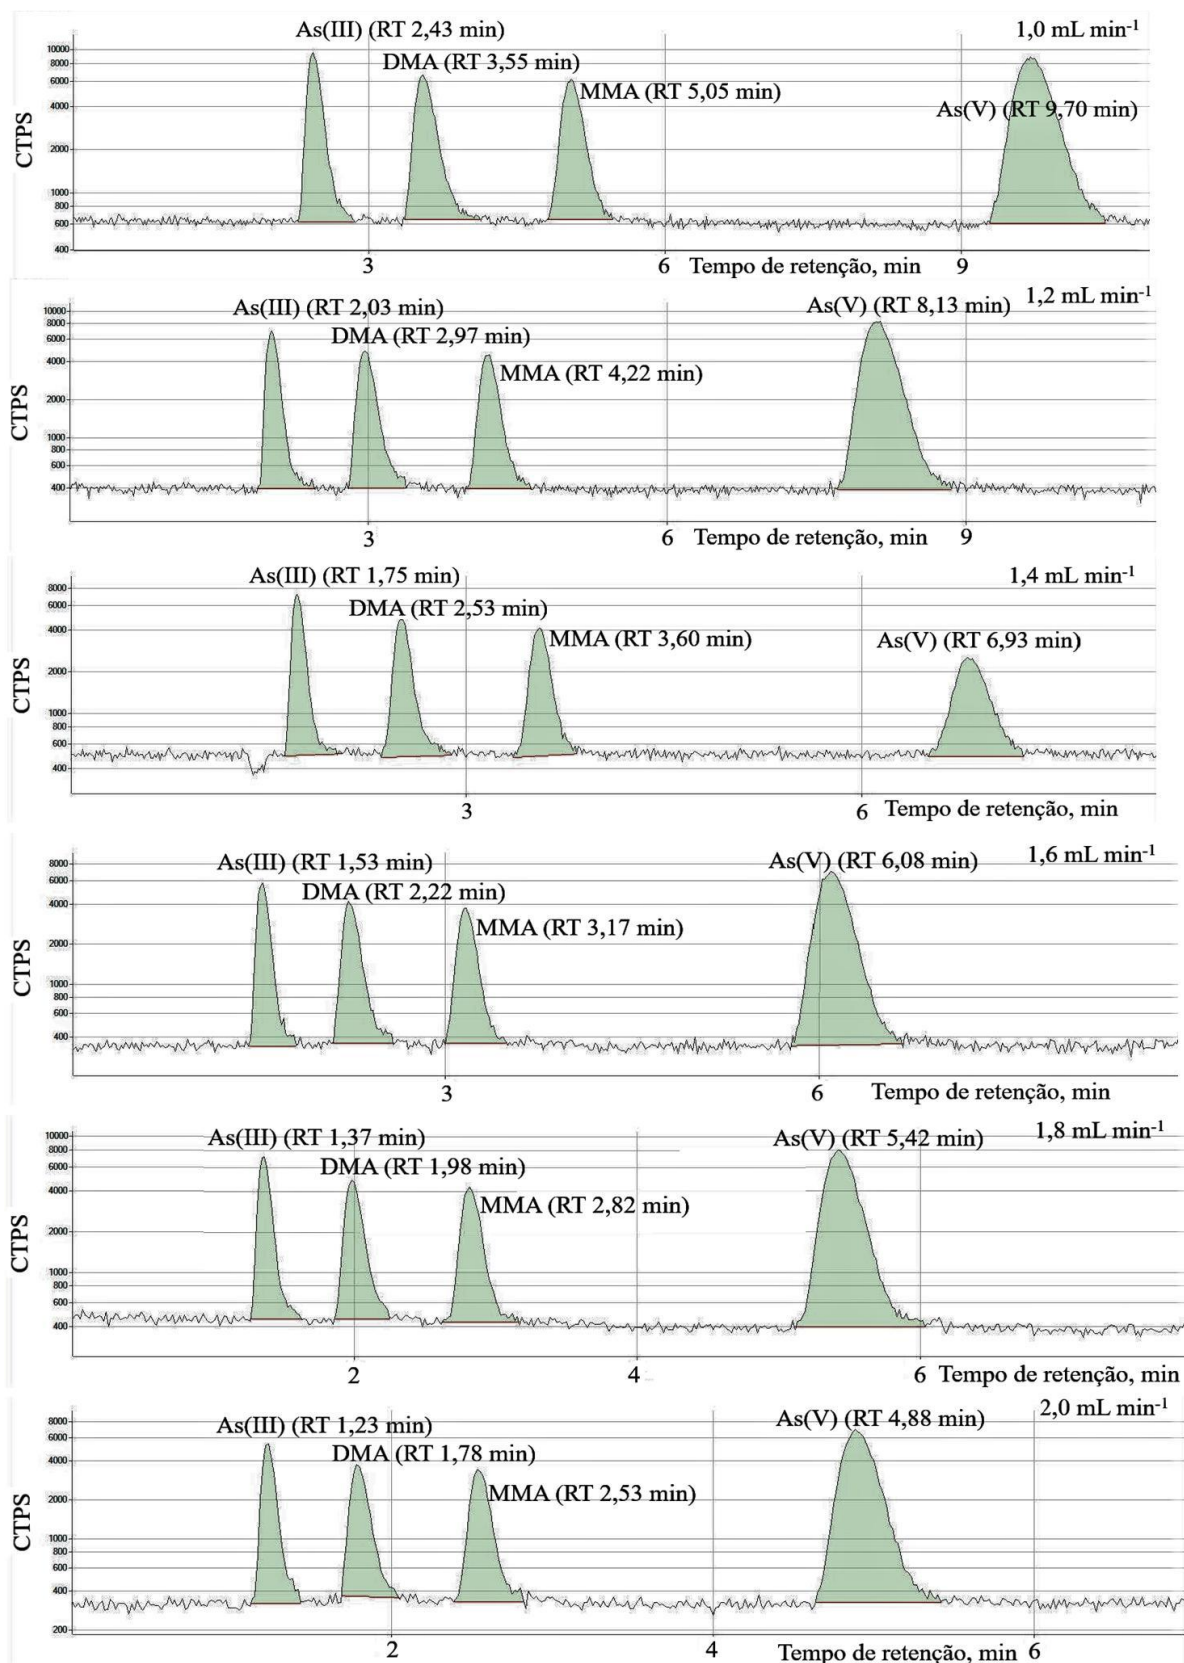 As(III) (RT 2,43 min)
1,0 mL min⁻¹
DMA (RT 3,55 min)
MMA (RT 5,05 min)
As(V) (RT 9,70 min)
CTPS
10000
8000
6000
4000
2000
1000
800
600
400
3
6
Tempo de retenção, min
9
As(III) (RT 2,03 min)
As(V) (RT 8,13 min)
1,2 mL min⁻¹
DMA (RT 2,97 min)
MMA (RT 4,22 min)
CTPS
10000
8000
6000
4000
2000
1000
800
600
400
3
6
Tempo de retenção, min
9
As(III) (RT 1,75 min)
1,4 mL min⁻¹
DMA (RT 2,53 min)
MMA (RT 3,60 min)
As(V) (RT 6,93 min)
CTPS
8000
6000
4000
2000
1000
800
600
400
3
6
Tempo de retenção, min
As(III) (RT 1,53 min)
As(V) (RT 6,08 min)
1,6 mL min⁻¹
DMA (RT 2,22 min)
MMA (RT 3,17 min)
CTPS
8000
6000
4000
2000
1000
800
600
400
3
6
Tempo de retenção, min
As(III) (RT 1,37 min)
As(V) (RT 5,42 min)
1,8 mL min⁻¹
DMA (RT 1,98 min)
MMA (RT 2,82 min)
CTPS
10000
8000
6000
4000
2000
1000
800
600
400
2
4
6
Tempo de retenção, min
As(III) (RT 1,23 min)
As(V) (RT 4,88 min)
2,0 mL min⁻¹
DMA (RT 1,78 min)
MMA (RT 2,53 min)
CTPS
8000
6000
4000
2000
1000
800
600
400
200
2
4
Tempo de retenção, min
6